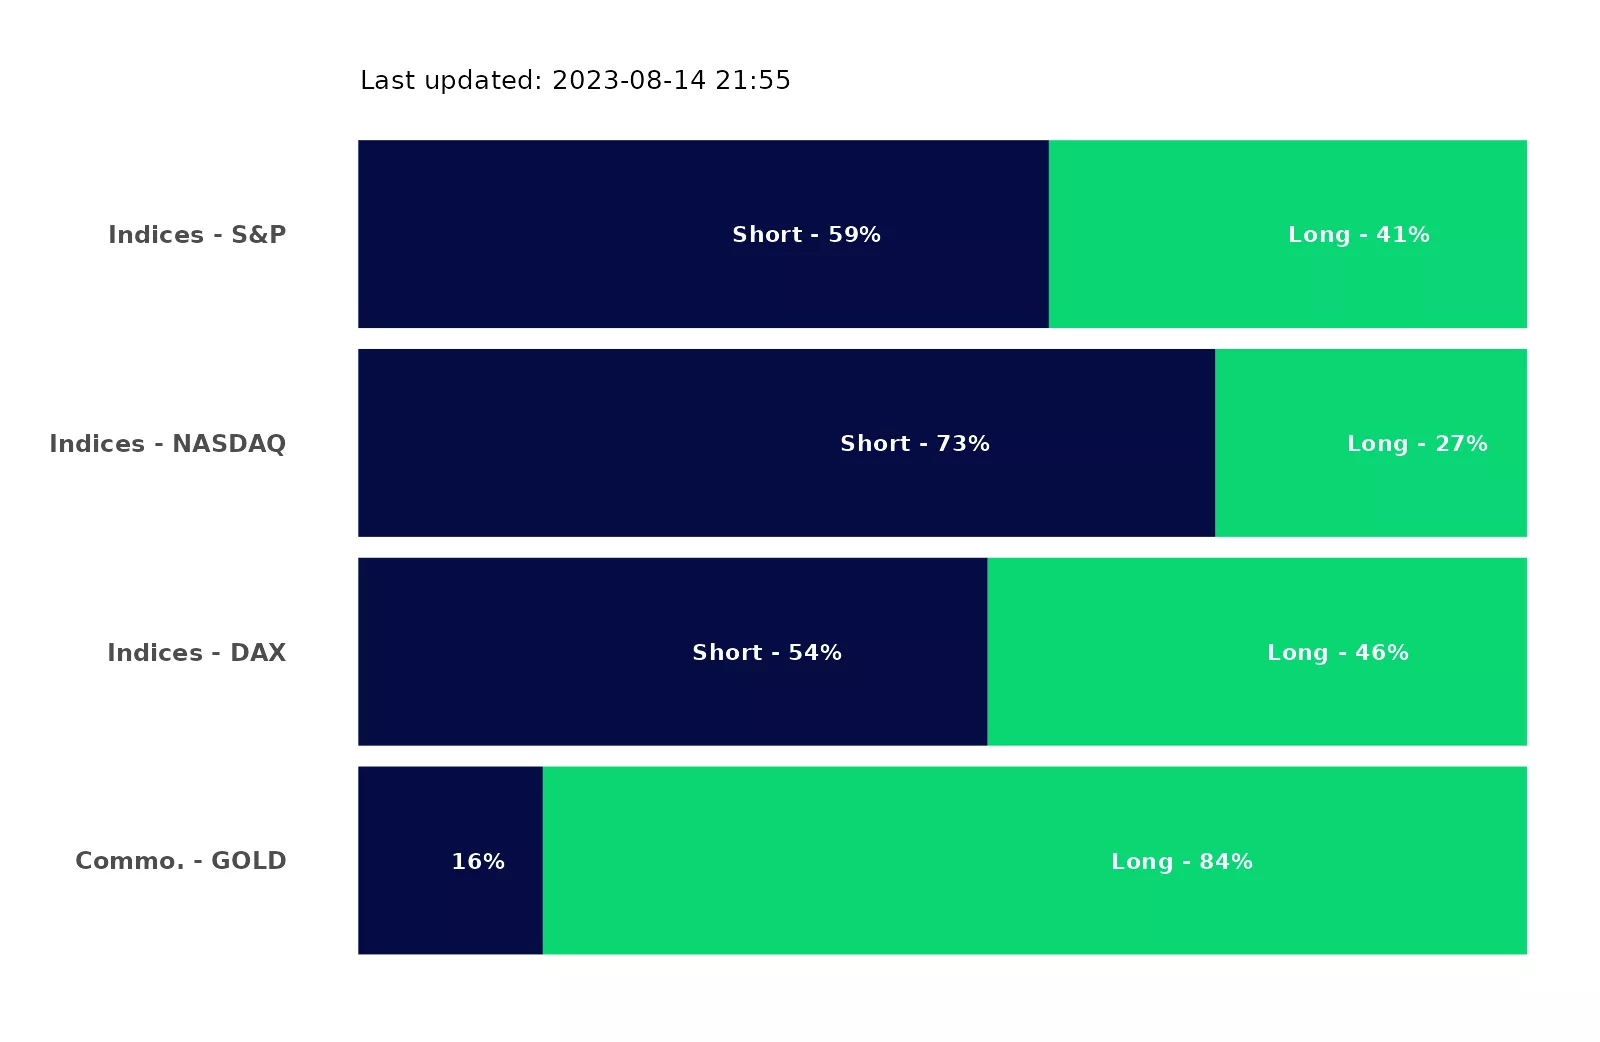 Last updated: 2023-08-14 21:55
Indices - S&P
Short - 59%
Long - 41%
Indices - NASDAQ
Short - 73%
Long - 27%
Indices - DAX
Short - 54%
Long - 46%
Commo. - GOLD
16%
Long - 84%